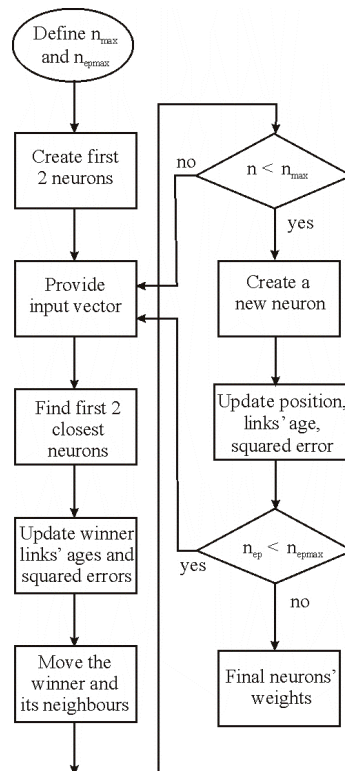 Define n_max
and n_epmax
Create first
2 neurons
Provide
input vector
Find first 2
closest
neurons
Update winner
links' ages and
squared errors
Move the
winner and
its neighbours
n < n_max
no
yes
Create a
new neuron
Update position,
links' age,
squared error
n_ep < n_epmax
yes
no
Final neurons'
weights